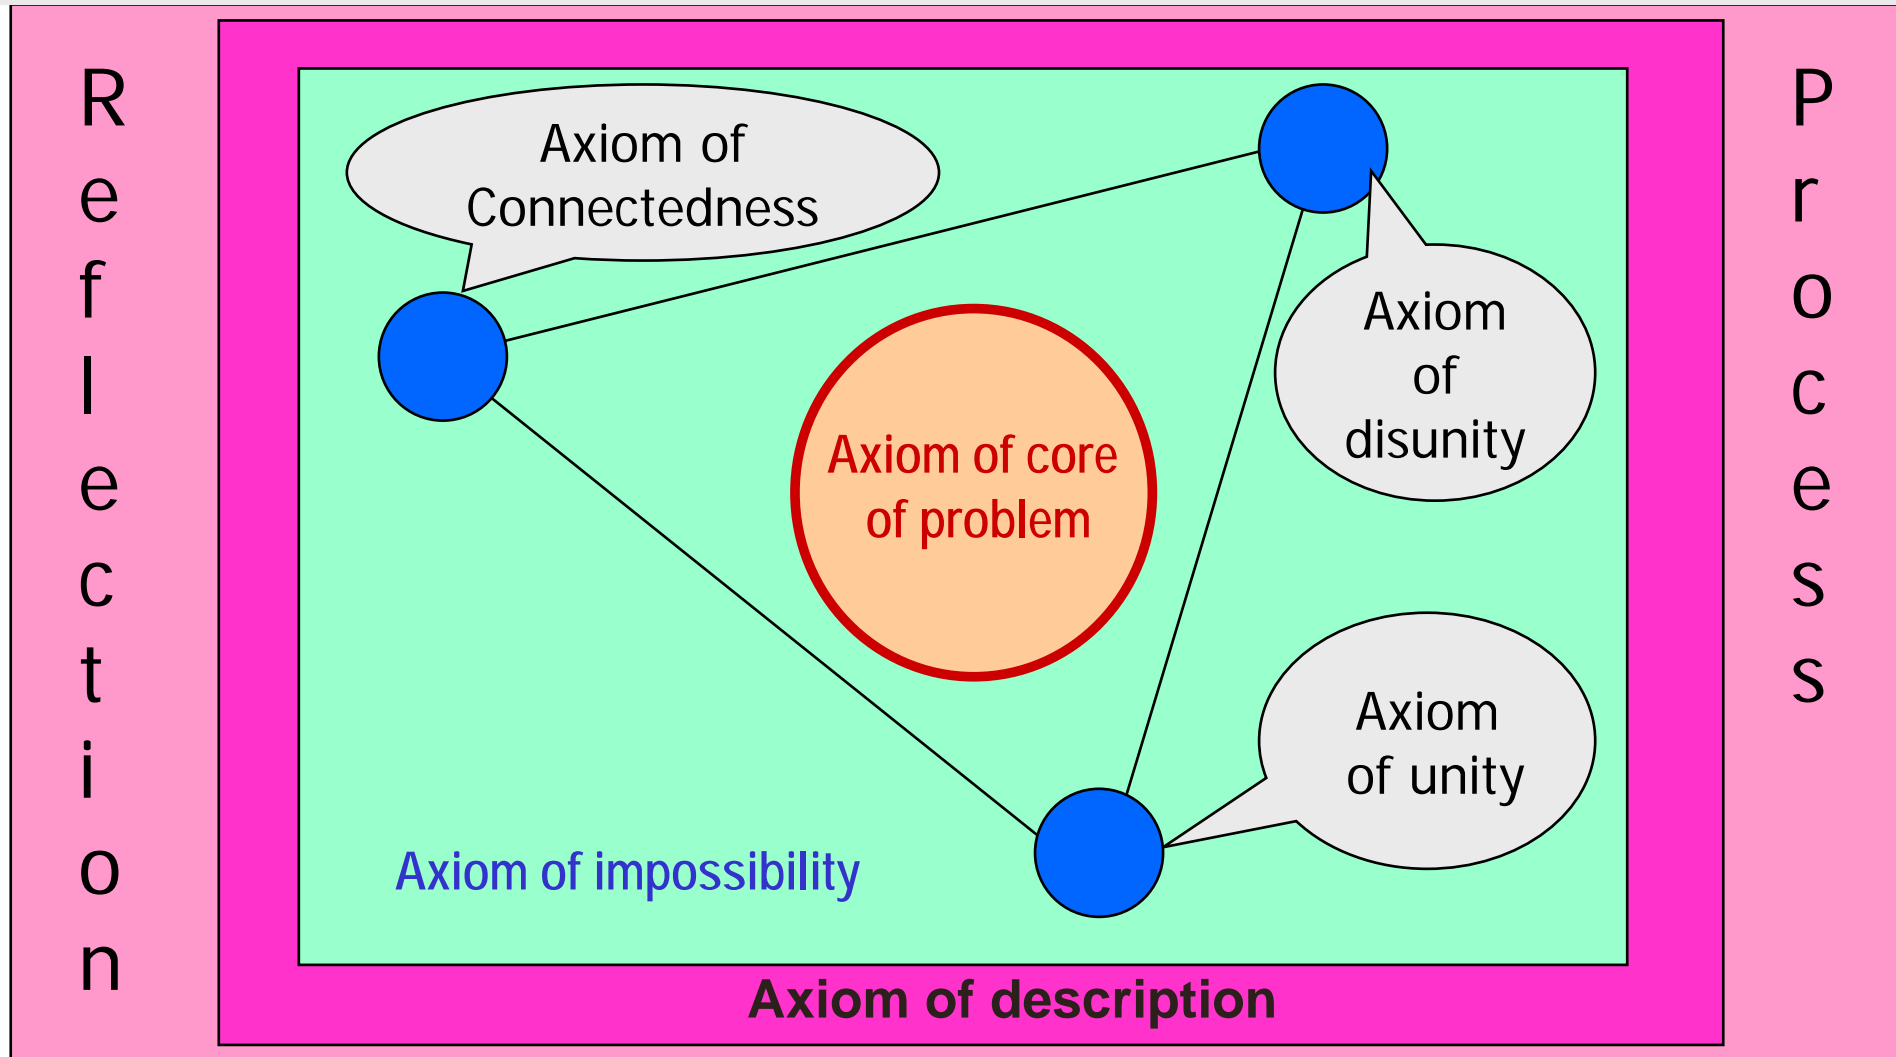 Reflection
Axiom of
Connectedness
Axiom
of
disunity
Axiom of core
of problem
Axiom
of unity
Axiom of impossibility
Axiom of description
Process